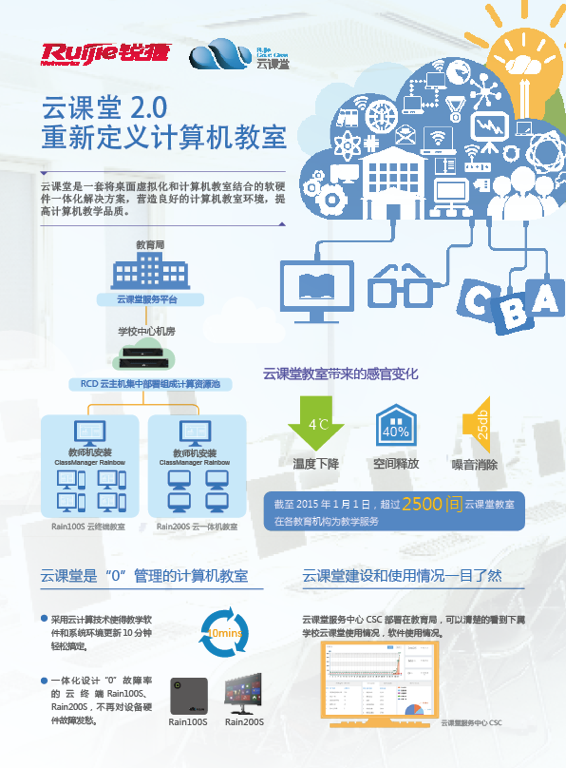 Ruijie锐捷
Networks
Ruijie
Cloud Class
云课堂
云课堂 2.0
重新定义计算机教室
云课堂是一套将桌面虚拟化和计算机教室结合的软硬
件一体化解决方案，营造良好的计算机教室环境，提
高计算机教学品质。
教育局
云课堂服务平台
学校中心机房
RCD 云主机集中部署组成计算资源池
教师机安装
ClassManager Rainbow
教师机安装
ClassManager Rainbow
Rain100S 云终端教室
Rain200S 云一体机教室
C
B
A
云课堂教室带来的感官变化
4℃
40%
25db
温度下降
空间释放
噪音消除
截至 2015 年 1 月 1 日，超过 2500 间 云课堂教室
在各教育机构为教学服务
云课堂是“0”管理的计算机教室
采用云计算技术使得教学软
件和系统环境更新 10 分钟
轻松搞定。
10mins
一体化设计“0”故障率
的云终端 Rain100S、
Rain200S，不再对设备硬
件故障发愁。
Rain100S
Rain200S
云课堂建设和使用情况一目了然
云课堂服务中心 CSC 部署在教育局，可以清楚的看到下属
学校云课堂使用情况，软件使用情况。
云课堂服务中心 CSC